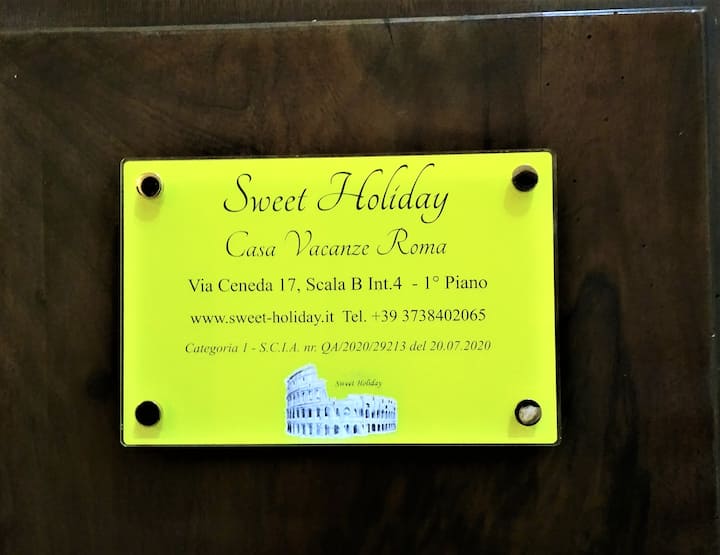 Sweet Holiday
Casa Vacanze Roma
Via Ceneda 17, Scala B Int.4 - 1° Piano
www.sweet-holiday.it Tel. +39 3738402065
Categoria 1 - S.C.I.A. nr. QA/2020/29213 del 20.07.2020
Sweet Holiday